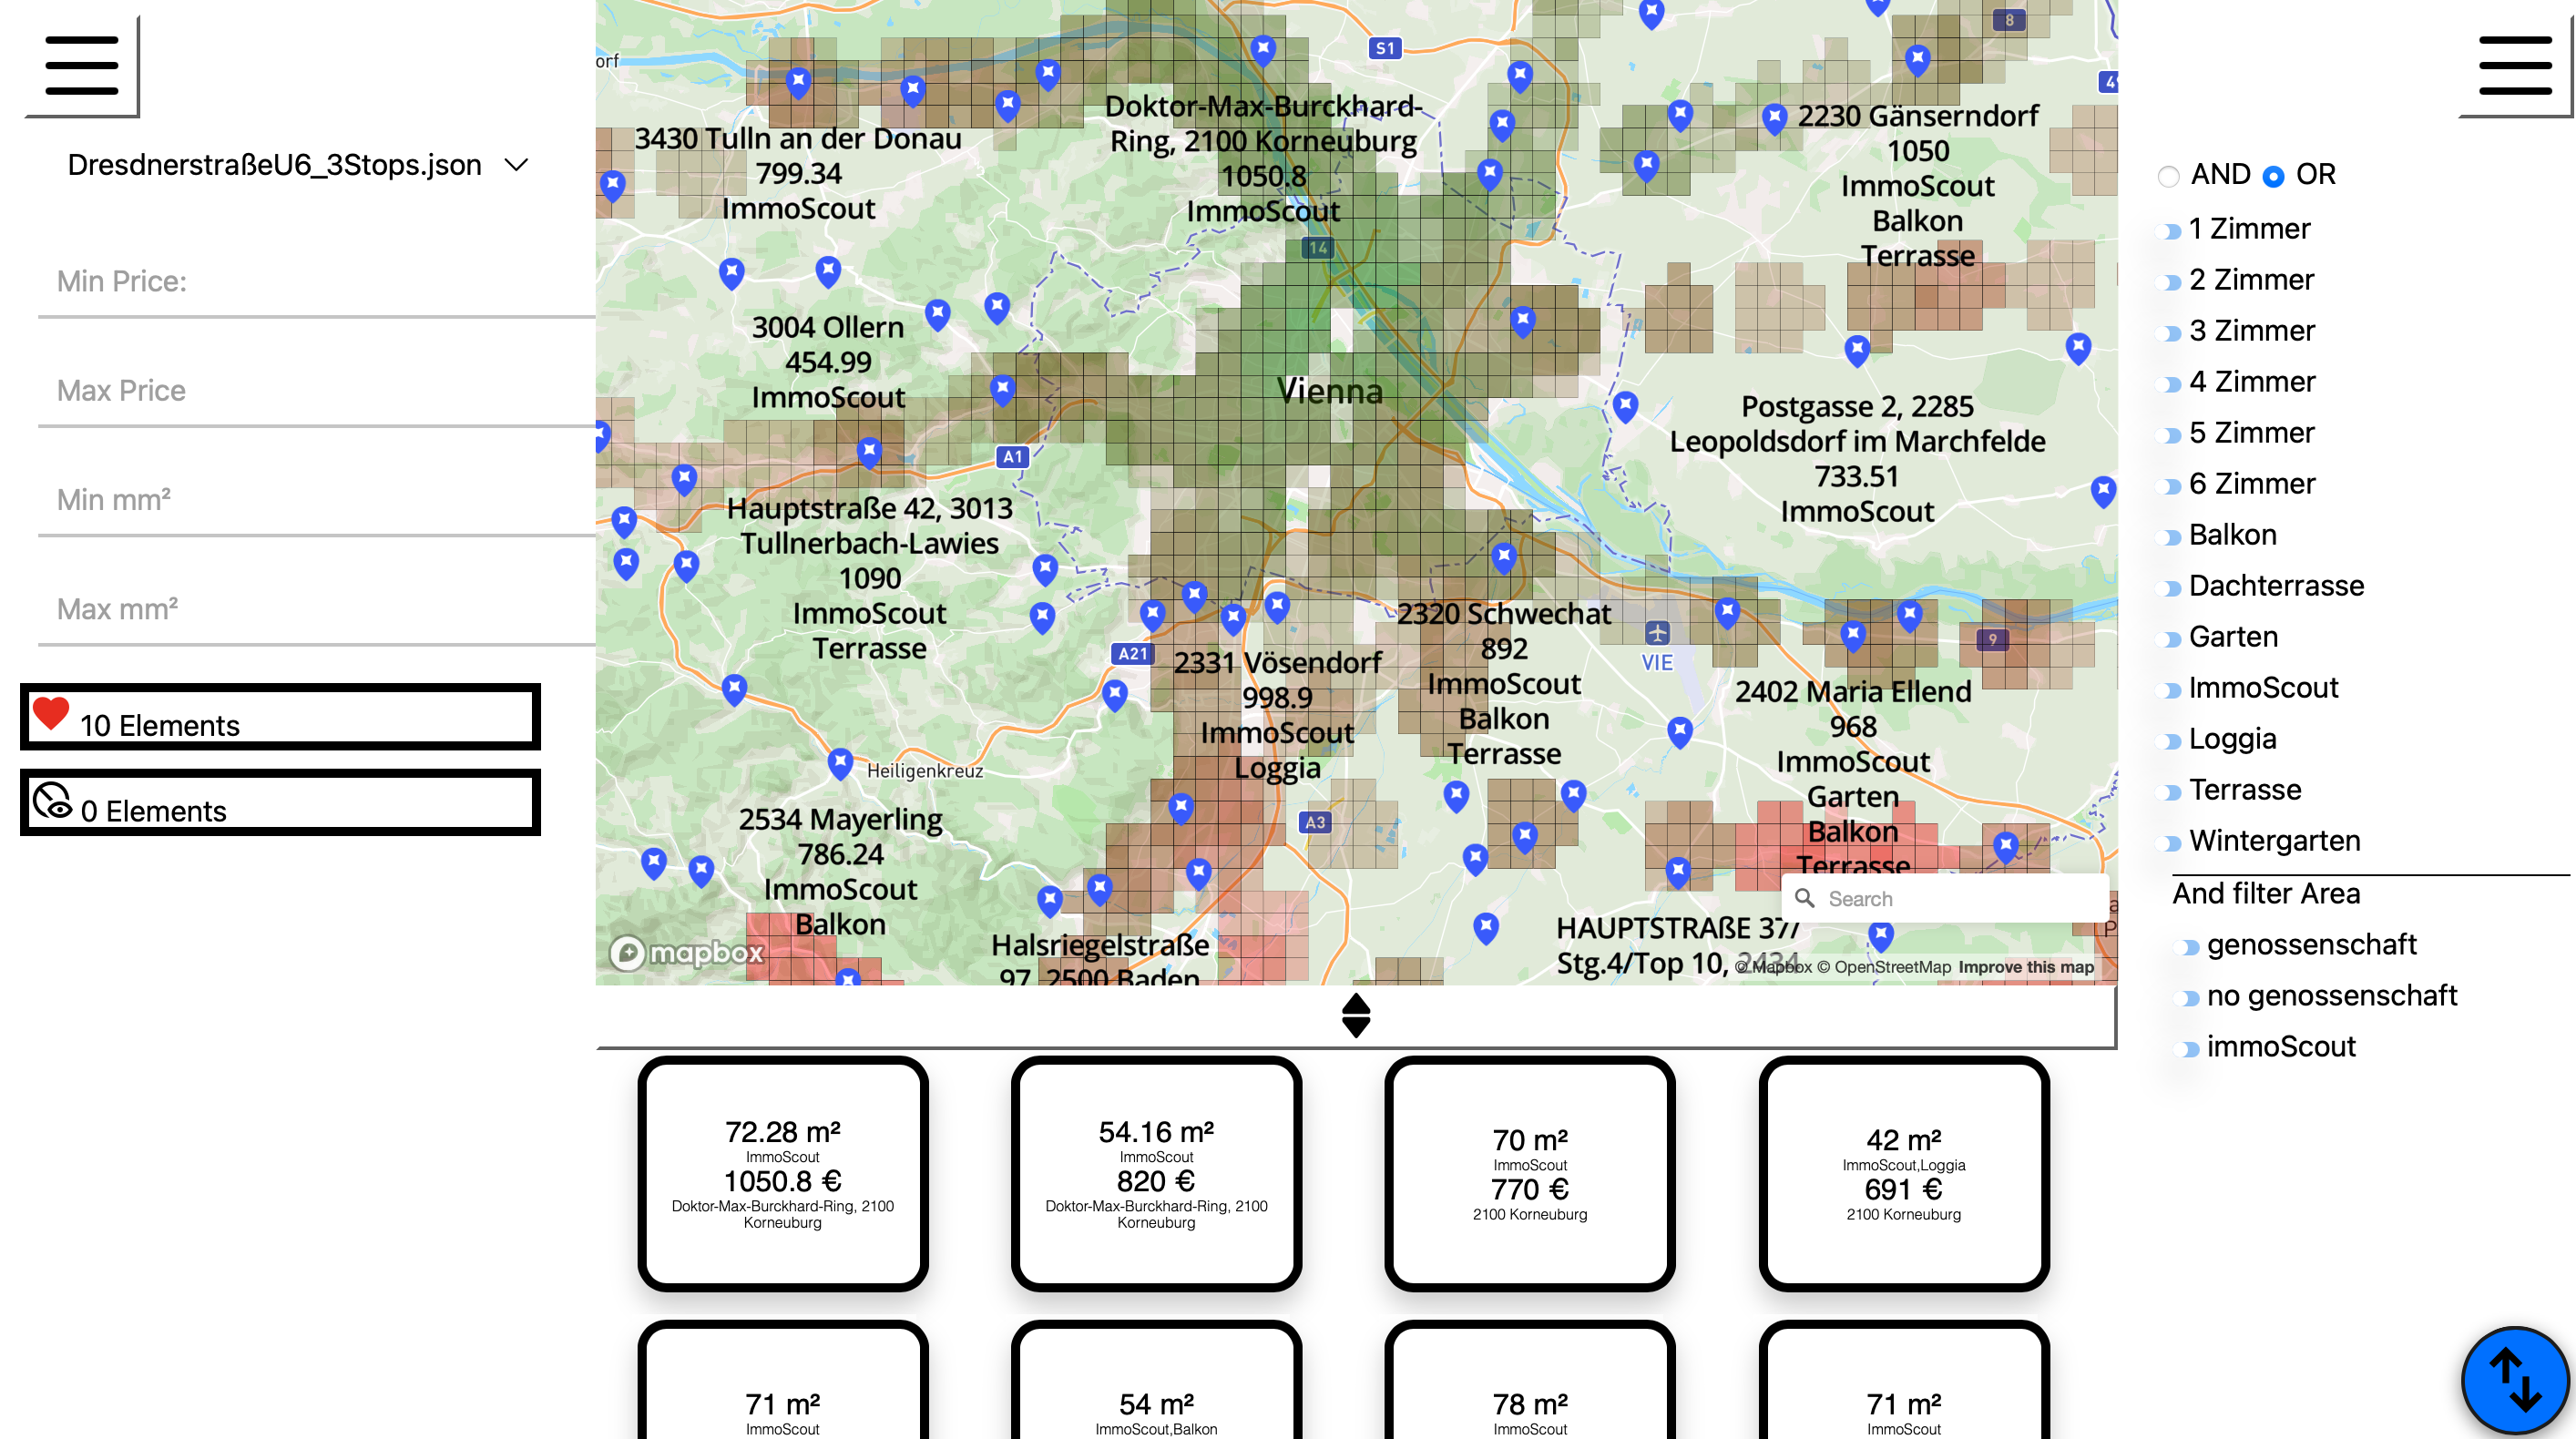 DresdnerstraßeU6_3Stops.json
Min Price:
Max Price
Min mm²
Max mm²
10 Elements
0 Elements
orf
S1
8
14
A1
A21
A3
9
VIE
Vienna
Heiligenkreuz
3430 Tulln an der Donau
799.34
ImmoScout
Doktor-Max-Burckhard-
Ring, 2100 Korneuburg
1050.8
ImmoScout
2230 Gänserndorf
1050
ImmoScout
Balkon
Terrasse
3004 Ollern
454.99
ImmoScout
Postgasse 2, 2285
Leopoldsdorf im Marchfelde
733.51
ImmoScout
Hauptstraße 42, 3013
Tullnerbach-Lawies
1090
ImmoScout
Terrasse
2320 Schwechat
892
ImmoScout
Balkon
Terrasse
2331 Vösendorf
998.9
ImmoScout
Loggia
2402 Maria Ellend
968
ImmoScout
Garten
Balkon
Terrasse
2534 Mayerling
786.24
ImmoScout
Balkon
Halsriegelstraße
97, 2500 Baden
HAUPTSTRAßE 377
Stg.4/Top 10, 2434
Search
mapbox
© Mapbox © OpenStreetMap Improve this map
72.28 m²
ImmoScout
1050.8 €
Doktor-Max-Burckhard-Ring, 2100
Korneuburg
54.16 m²
ImmoScout
820 €
Doktor-Max-Burckhard-Ring, 2100
Korneuburg
70 m²
ImmoScout
770 €
2100 Korneuburg
42 m²
ImmoScout,Loggia
691 €
2100 Korneuburg
71 m²
ImmoScout
54 m²
ImmoScout,Balkon
78 m²
ImmoScout
71 m²
ImmoScout
AND OR
1 Zimmer
2 Zimmer
3 Zimmer
4 Zimmer
5 Zimmer
6 Zimmer
Balkon
Dachterrasse
Garten
ImmoScout
Loggia
Terrasse
Wintergarten
And filter Area
genossenschaft
no genossenschaft
immoScout